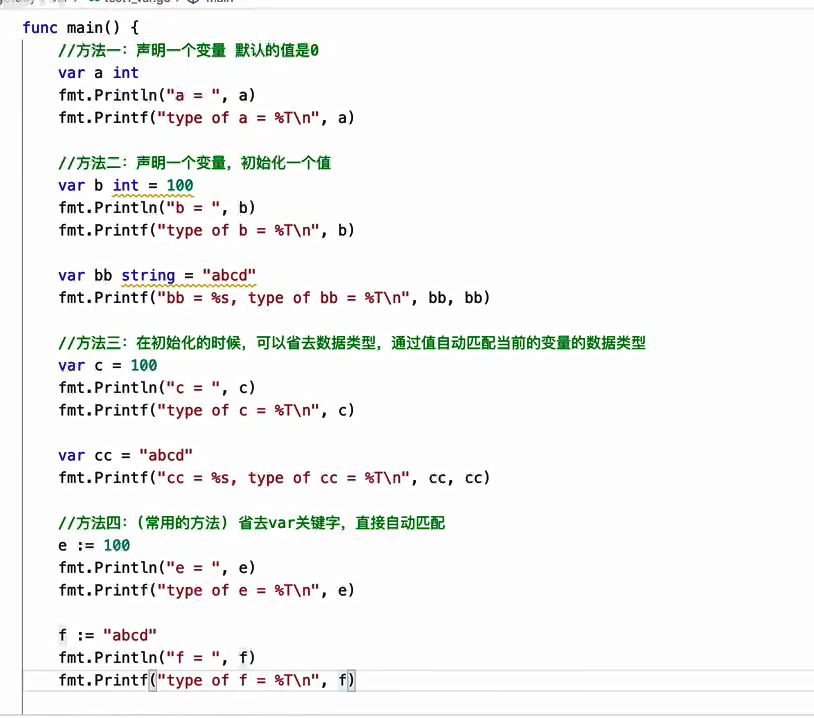 func main() {
//方法一：声明一个变量 默认的值是0
var a int
fmt.Println("a = ", a)
fmt.Printf("type of a = %T\n", a)
//方法二：声明一个变量，初始化一个值
var b int = 100
fmt.Println("b = ", b)
fmt.Printf("type of b = %T\n", b)
var bb string = "abcd"
fmt.Printf("bb = %s, type of bb = %T\n", bb, bb)
//方法三：在初始化的时候，可以省去数据类型，通过值自动匹配当前的变量的数据类型
var c = 100
fmt.Println("c = ", c)
fmt.Printf("type of c = %T\n", c)
var cc = "abcd"
fmt.Printf("cc = %s, type of cc = %T\n", cc, cc)
//方法四：（常用的方法） 省去var关键字，直接自动匹配
e := 100
fmt.Println("e = ", e)
fmt.Printf("type of e = %T\n", e)
f := "abcd"
fmt.Println("f = ", f)
fmt.Printf("type of f = %T\n", f)